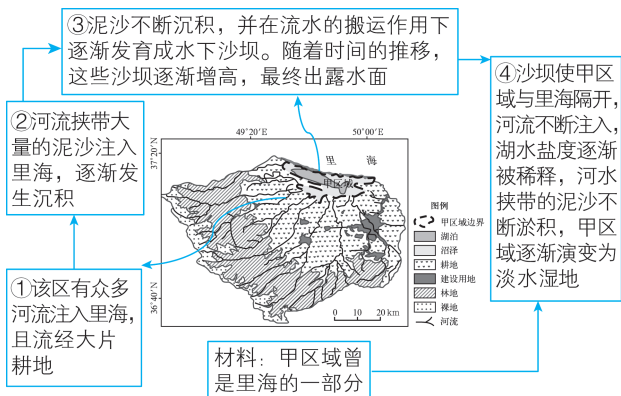 ③泥沙不断沉积，并在流水的搬运作用下
逐渐发育成水下沙坝。随着时间的推移，
这些沙坝逐渐增高，最终出露水面
②河流挟带大
量的泥沙注入
里海，逐渐发
生沉积
①该区有众多
河流注入里海，
且流经大片
耕地
④沙坝使甲区
域与里海隔开，
河流不断注入，
湖水盐度逐渐
被稀释，河水
挟带的泥沙不
断淤积，甲区
域逐渐演变为
淡水湿地
材料：甲区域曾
是里海的一部分
49°20′E
50°00′E
37°20′N
36°40′N
里 海
甲区域
图例
甲区域边界
湖泊
沼泽
耕地
建设用地
林地
裸地
河流
0 10 20 km